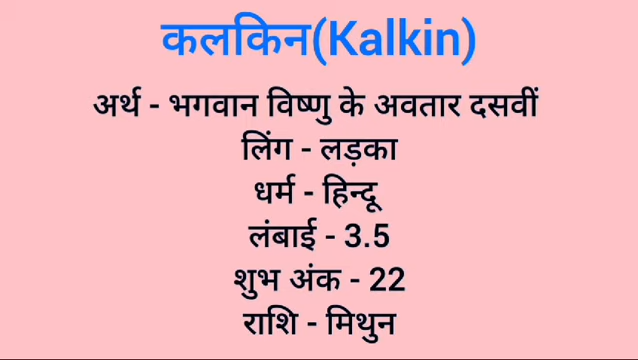 कलकिन(Kalkin)
अर्थ - भगवान विष्णु के अवतार दसवीं
लिंग - लड़का
धर्म - हिन्दू
लंबाई - 3.5
शुभ अंक - 22
राशि - मिथुन